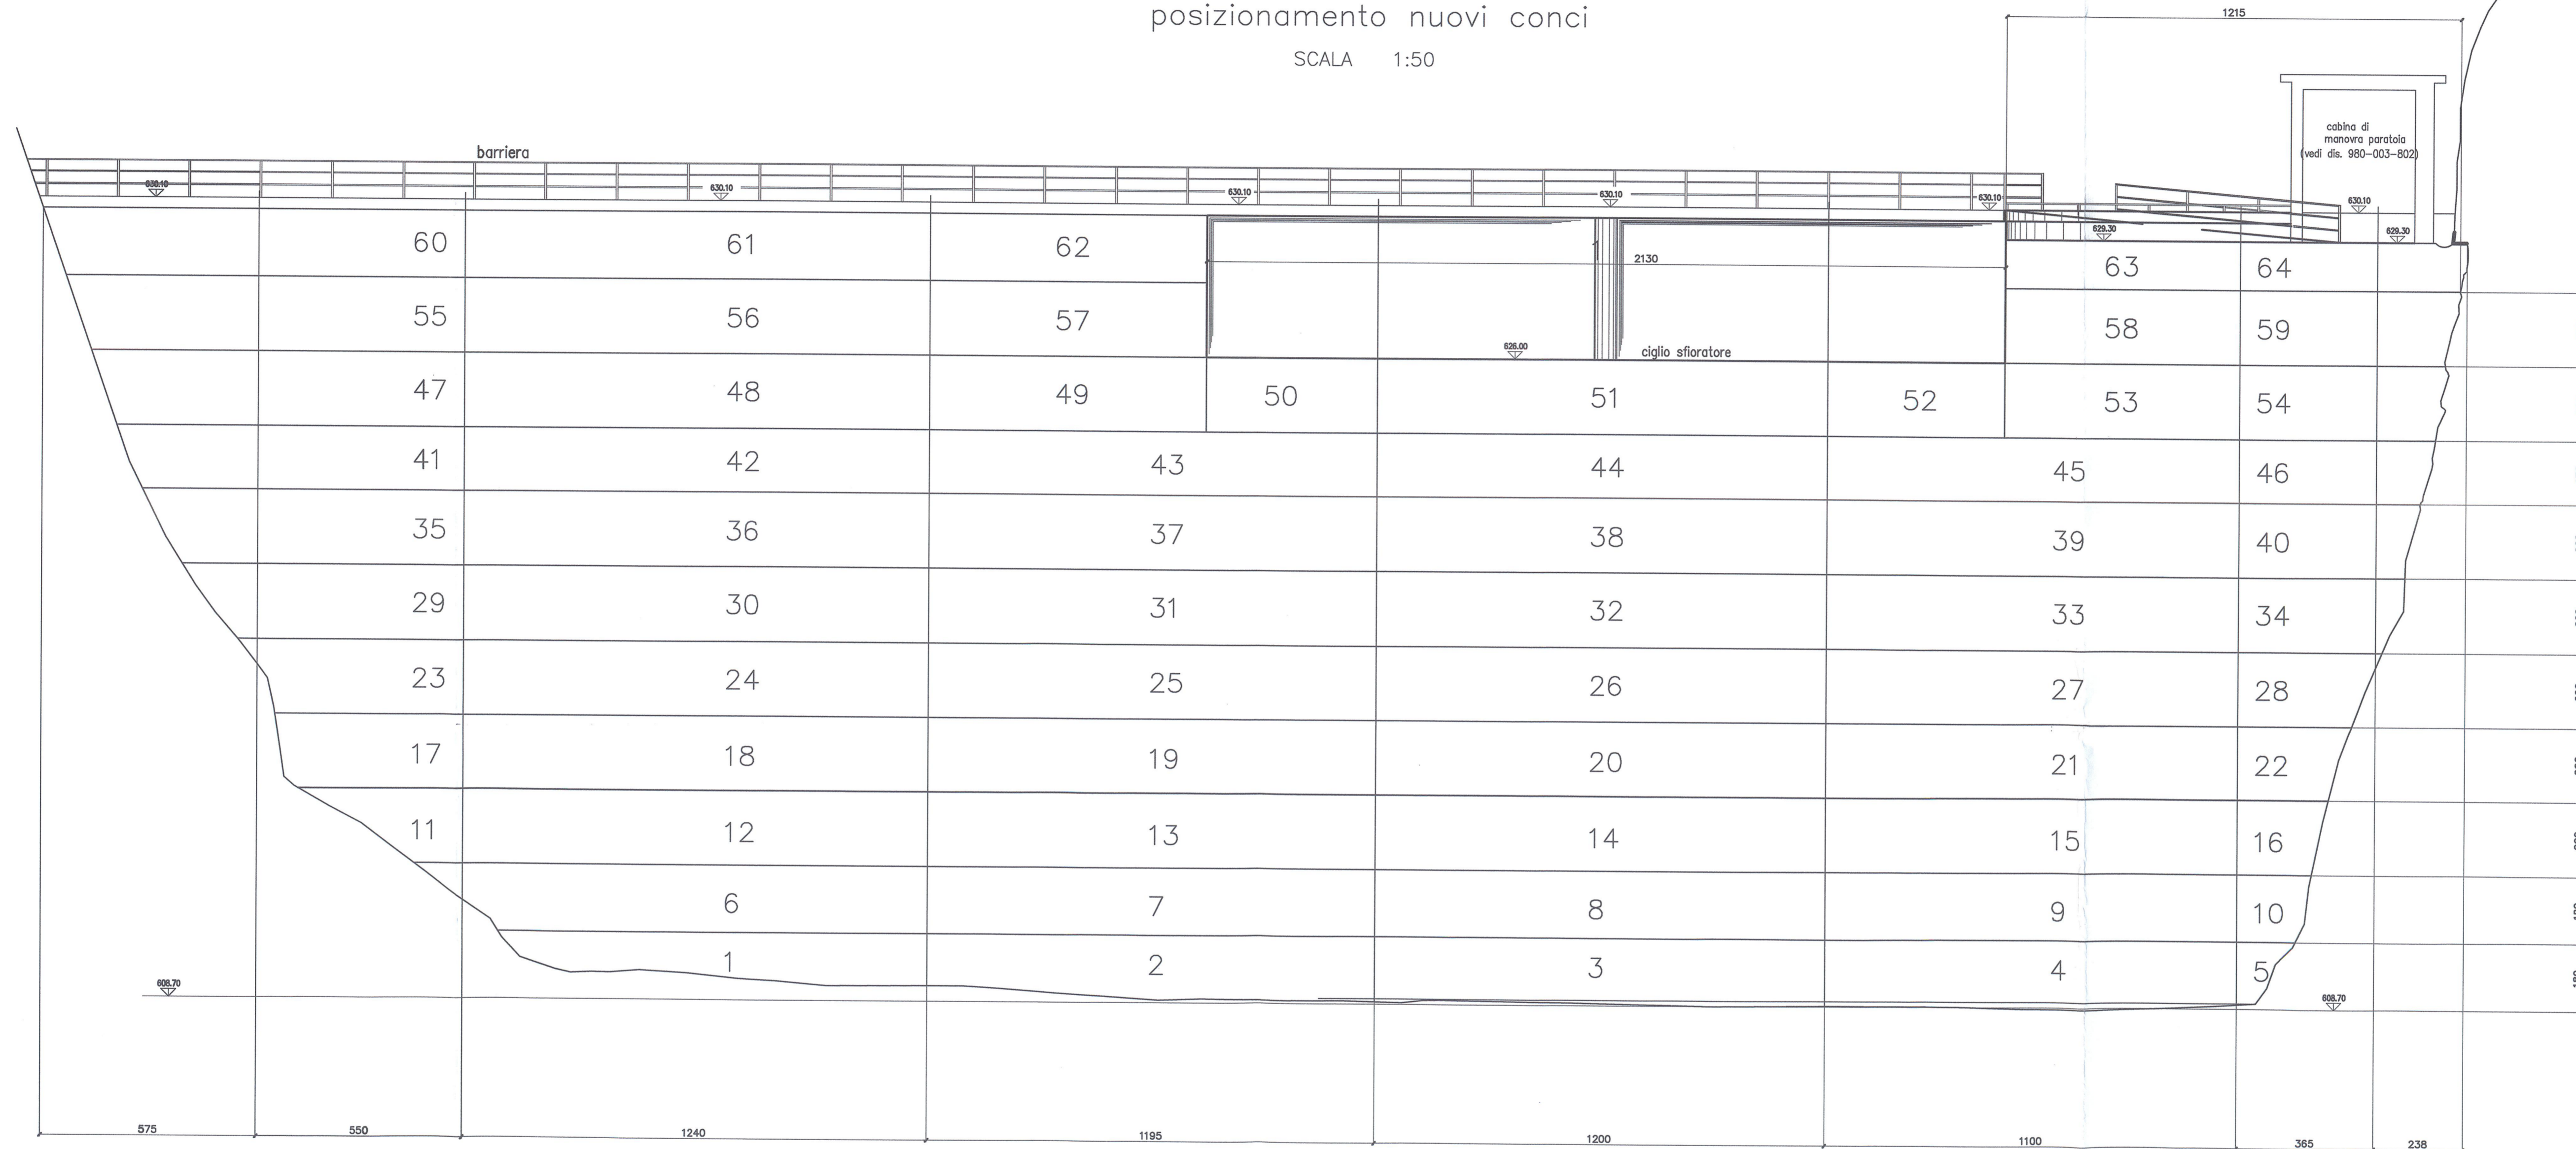 posizionamento nuovi conci
SCALA 1:50
1215
cabina di
manovra paratoia
(vedi dis. 980-003-802)
barriera
630.10 630.10 630.10 630.10 630.10 630.10
629.30 629.30
60 61 62 2130 63 64
55 56 57 58 59
626.00 ciglio sfioratore
47 48 49 50 51 52 53 54
41 42 43 44 45 46
35 36 37 38 39 40
29 30 31 32 33 34
23 24 25 26 27 28
17 18 19 20 21 22
11 12 13 14 15 16
6 7 8 9 10
1 2 3 4 5
608.70 608.70
575 550 1240 1195 1200 1100 365 238